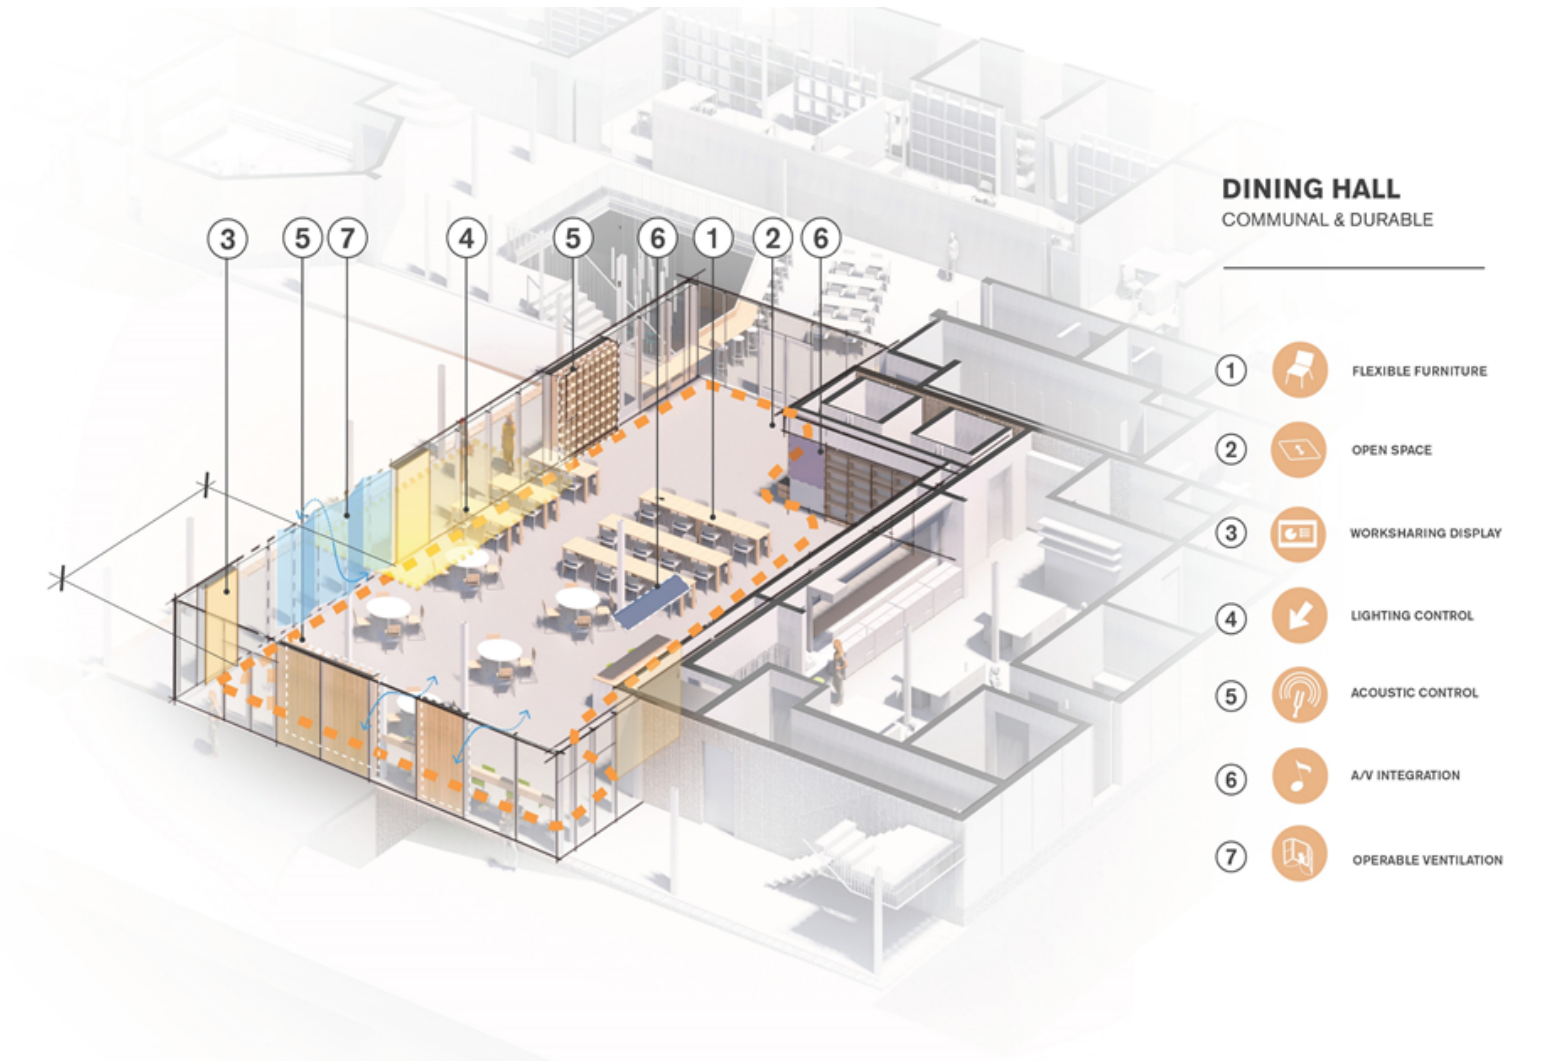 DINING HALL
COMMUNAL & DURABLE
3 5 7 4 5 6 1 2 6
1 FLEXIBLE FURNITURE
2 OPEN SPACE
3 WORKSHARING DISPLAY
4 LIGHTING CONTROL
5 ACOUSTIC CONTROL
6 A/V INTEGRATION
7 OPERABLE VENTILATION